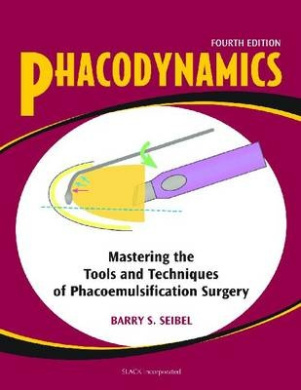 FOURTH EDITION
PHACODYNAMICS
Mastering the
Tools and Techniques
of Phacoemulsification Surgery
BARRY S. SEIBEL
SLACK Incorporated